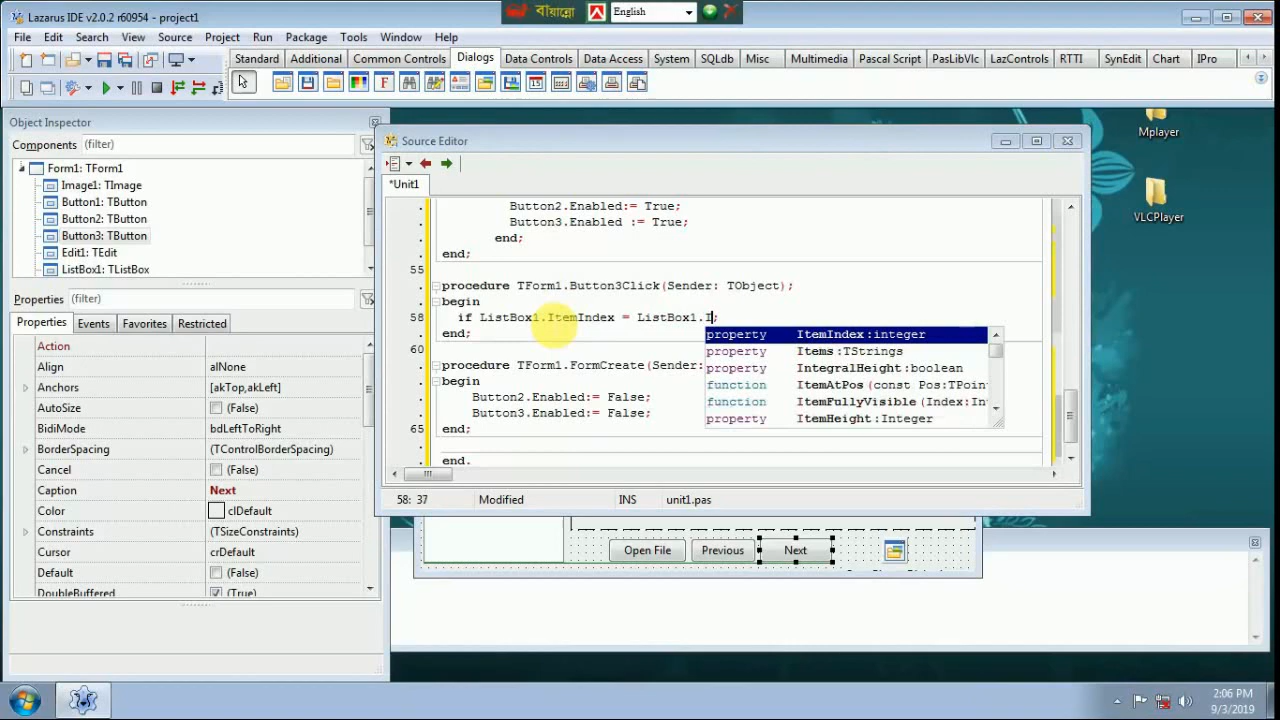 Lazarus IDE v2.0.2 r60954 - project1
বায়ান্নো
English
File Edit Search View Source Project Run Package Tools Window Help
Standard Additional Common Controls Dialogs Data Controls Data Access System SQLdb Misc Multimedia Pascal Script PasLibVlc LazControls RTTI SynEdit Chart IPro
Object Inspector
Components (filter)
Form1: TForm1
Image1: TImage
Button1: TButton
Button2: TButton
Button3: TButton
Edit1: TEdit
ListBox1: TListBox
Properties (filter)
Properties Events Favorites Restricted
Action
Align alNone
Anchors [akTop,akLeft]
AutoSize (False)
BidiMode bdLeftToRight
BorderSpacing (TControlBorderSpacing)
Cancel (False)
Caption Next
Color clDefault
Constraints (TSizeConstraints)
Cursor crDefault
Default (False)
DoubleBuffered (True)
Source Editor
*Unit1
. Button2.Enabled:= True;
. Button3.Enabled := True;
. end;
. end;
55
. procedure TForm1.Button3Click(Sender: TObject);
. begin
58 if ListBox1.ItemIndex = ListBox1.I;
. end;
60
. procedure TForm1.FormCreate(Sender:
. begin
. Button2.Enabled:= False;
. Button3.Enabled:= False;
65 end;
.
. end.
property ItemIndex:integer
property Items:TStrings
property IntegralHeight:boolean
function ItemAtPos(const Pos:TPoin
function ItemFullyVisible(Index:In
property ItemHeight:Integer
58: 37 Modified INS unit1.pas
Open File Previous Next
Mplayer
VLCPlayer
2:06 PM
9/3/2019